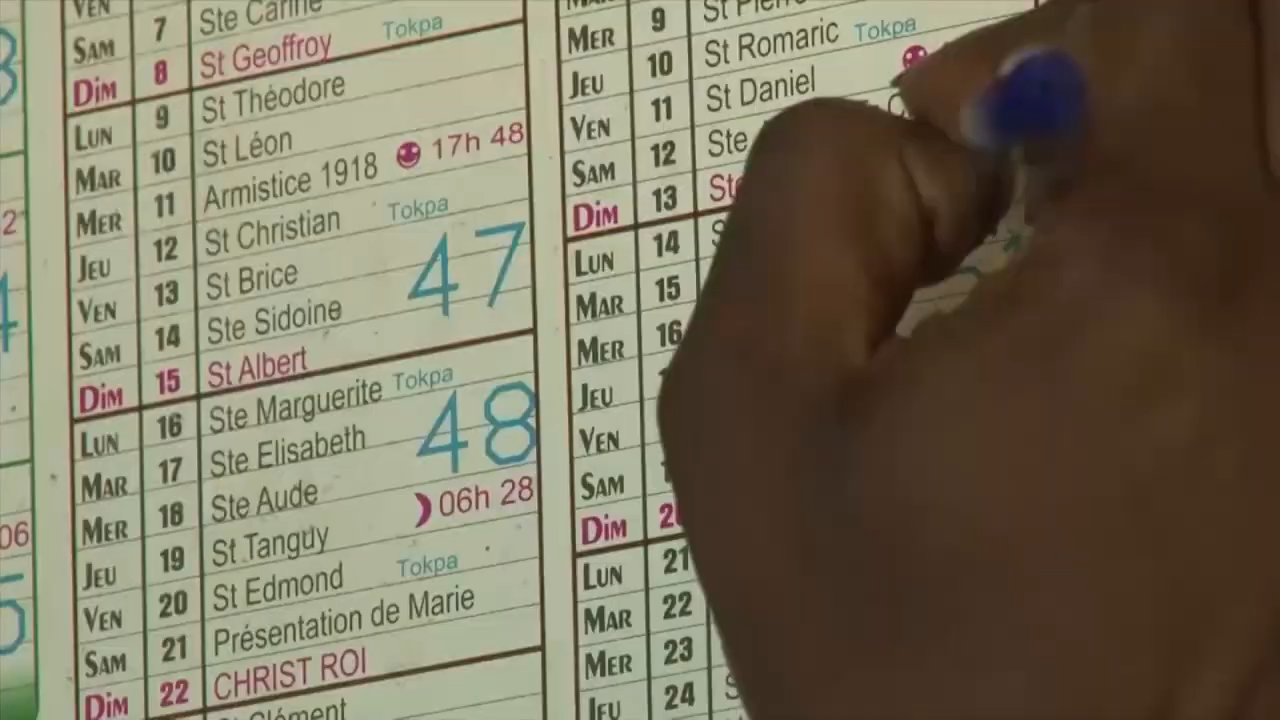 VEN
SAM 7 Ste Carine
DiM 8 St Geoffroy Tokpa
LUN 9 St Théodore
MAR 10 St Léon
MER 11 Armistice 1918 17h 48
JEU 12 St Christian Tokpa
VEN 13 St Brice 47
SAM 14 Ste Sidoine
DiM 15 St Albert
LUN 16 Ste Marguerite Tokpa
MAR 17 Ste Elisabeth 48
MER 18 Ste Aude
JEU 19 St Tanguy 06h 28
VEN 20 St Edmond Tokpa
SAM 21 Présentation de Marie
DiM 22 CHRIST ROI
St Clément
MER 9 St
JEU 10 St Romaric Tokpa
VEN 11 St Daniel
SAM 12 Ste
DiM 13
LUN 14
MAR 15
MER 16
JEU
VEN
SAM
DiM 20
LUN 21
MAR 22
MER 23
JEU 24
06